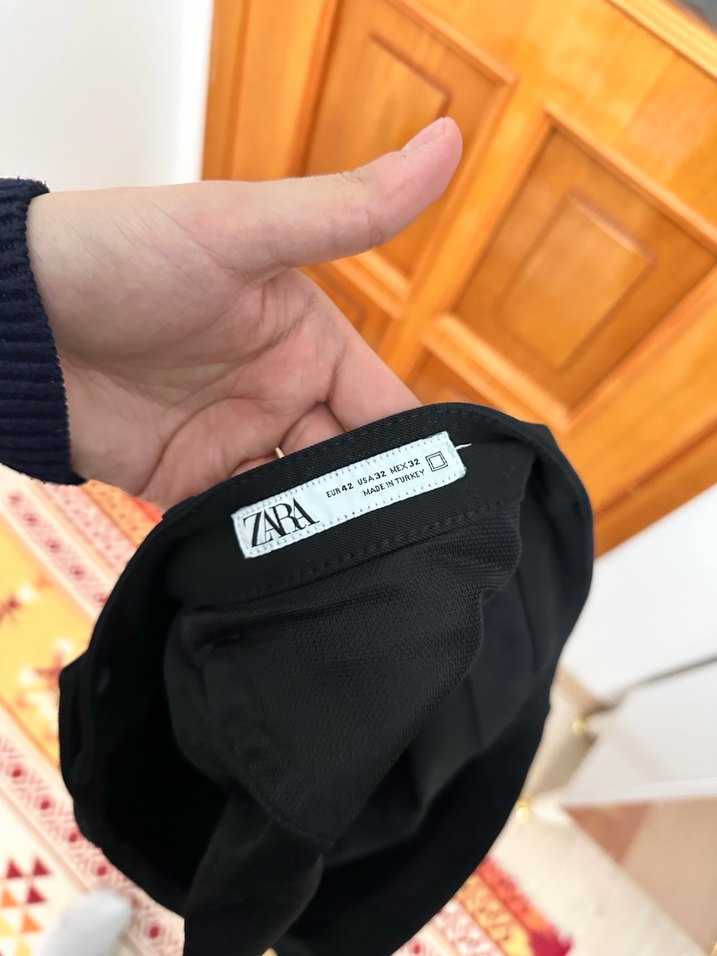 ZARA
EUR 42 USA 32 MEX 32
MADE IN TURKEY